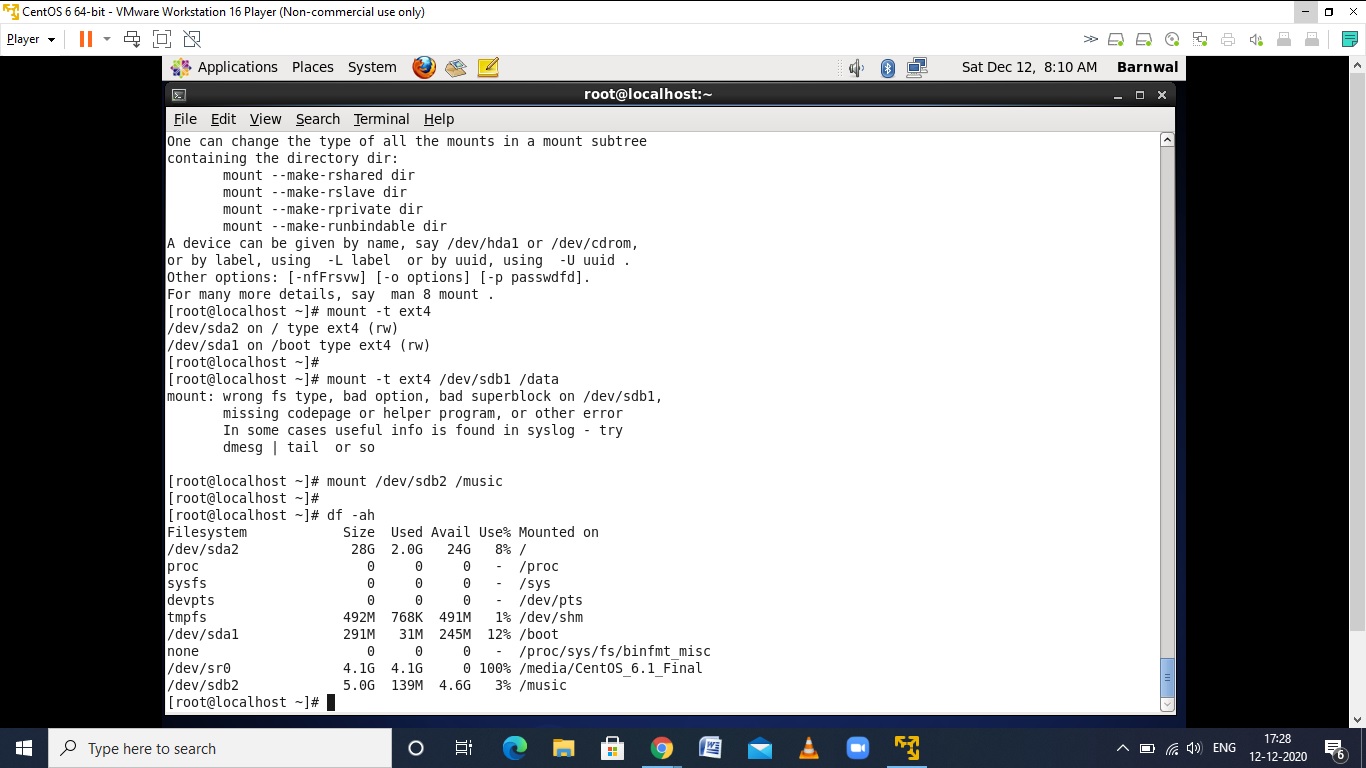 CentOS 6 64-bit - VMware Workstation 16 Player (Non-commercial use only)
Player
Applications Places System Sat Dec 12, 8:10 AM Barnwal
root@localhost:~
File Edit View Search Terminal Help
One can change the type of all the mounts in a mount subtree
containing the directory dir:
       mount --make-rshared dir
       mount --make-rslave dir
       mount --make-rprivate dir
       mount --make-runbindable dir
A device can be given by name, say /dev/hda1 or /dev/cdrom,
or by label, using  -L label  or by uuid, using  -U uuid .
Other options: [-nfFrsvw] [-o options] [-p passwdfd].
For many more details, say  man 8 mount .
[root@localhost ~]# mount -t ext4
/dev/sda2 on / type ext4 (rw)
/dev/sda1 on /boot type ext4 (rw)
[root@localhost ~]#
[root@localhost ~]# mount -t ext4 /dev/sdb1 /data
mount: wrong fs type, bad option, bad superblock on /dev/sdb1,
       missing codepage or helper program, or other error
       In some cases useful info is found in syslog - try
       dmesg | tail  or so
[root@localhost ~]# mount /dev/sdb2 /music
[root@localhost ~]#
[root@localhost ~]# df -ah
Filesystem            Size  Used Avail Use% Mounted on
/dev/sda2              28G  2.0G   24G   8% /
proc                     0     0     0   -  /proc
sysfs                    0     0     0   -  /sys
devpts                   0     0     0   -  /dev/pts
tmpfs                 492M  768K  491M   1% /dev/shm
/dev/sda1             291M   31M  245M  12% /boot
none                     0     0     0   -  /proc/sys/fs/binfmt_misc
/dev/sr0              4.1G  4.1G     0 100% /media/CentOS_6.1_Final
/dev/sdb2             5.0G  139M  4.6G   3% /music
[root@localhost ~]#
Type here to search
ENG
17:28
12-12-2020
6